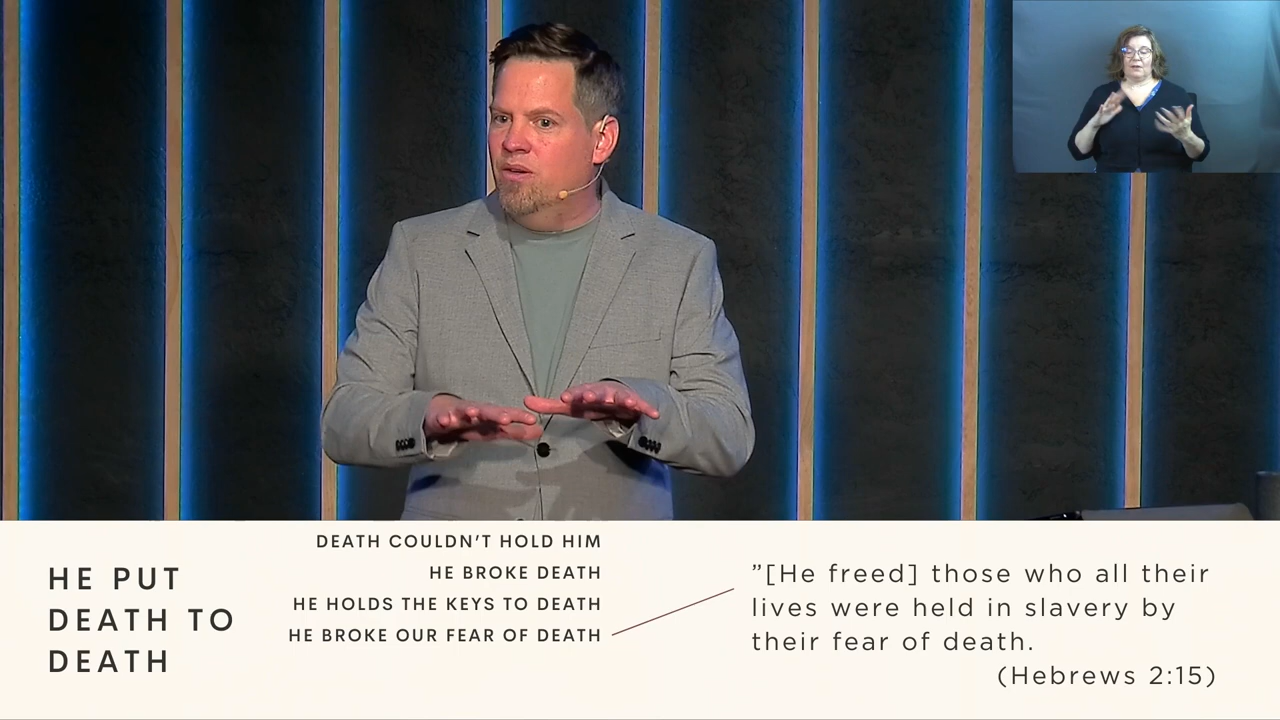 HE PUT
DEATH TO
DEATH
DEATH COULDN'T HOLD HIM
HE BROKE DEATH
HE HOLDS THE KEYS TO DEATH
HE BROKE OUR FEAR OF DEATH
"[He freed] those who all their
lives were held in slavery by
their fear of death.
(Hebrews 2:15)